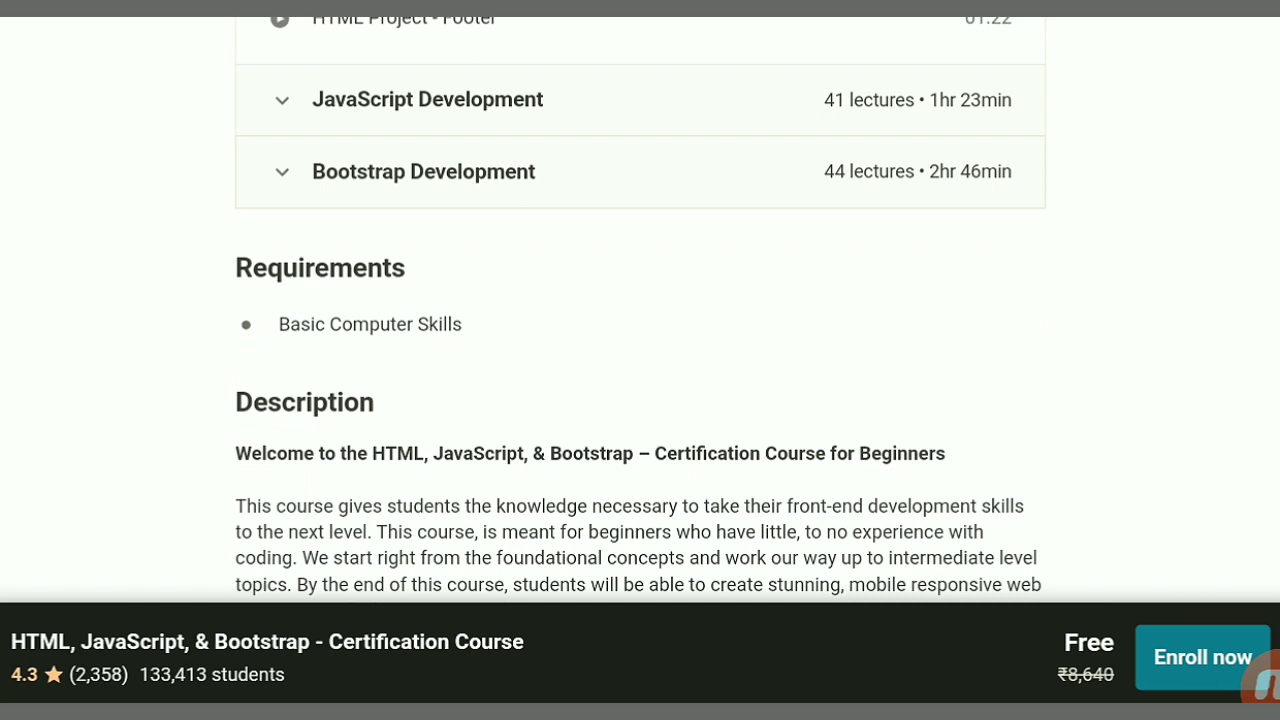 HTML Project - Footer 01:22
JavaScript Development 41 lectures • 1hr 23min
Bootstrap Development 44 lectures • 2hr 46min
Requirements
Basic Computer Skills
Description
Welcome to the HTML, JavaScript, & Bootstrap – Certification Course for Beginners
This course gives students the knowledge necessary to take their front-end development skills
to the next level. This course, is meant for beginners who have little, to no experience with
coding. We start right from the foundational concepts and work our way up to intermediate level
topics. By the end of this course, students will be able to create stunning, mobile responsive web
HTML, JavaScript, & Bootstrap - Certification Course
4.3 (2,358) 133,413 students
Free
₹8,640
Enroll now